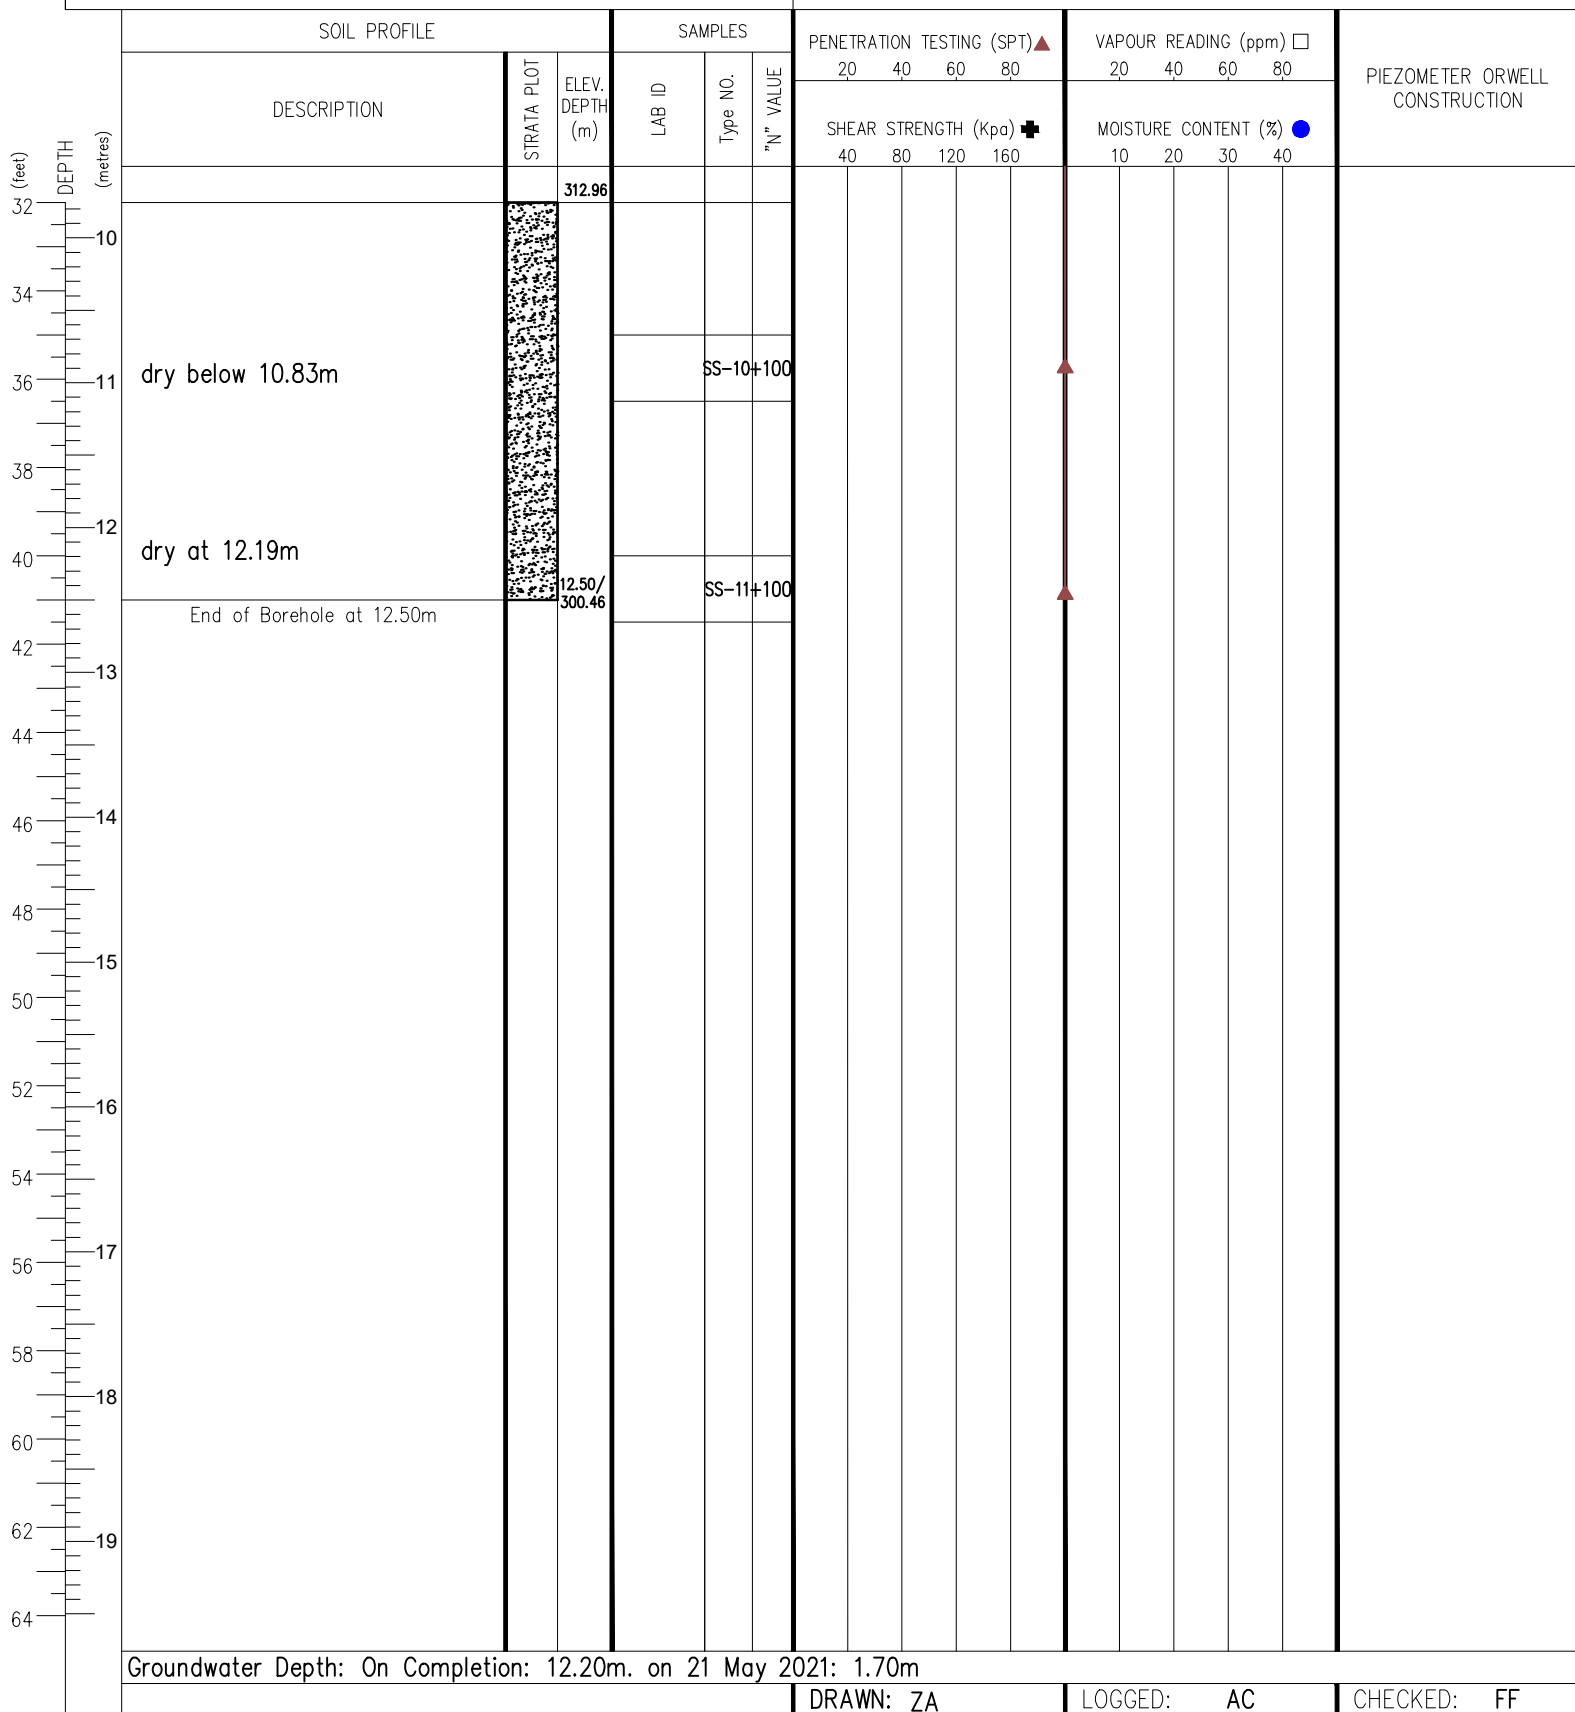 SOIL PROFILE
SAMPLES
PENETRATION TESTING (SPT)
20 40 60 80
VAPOUR READING (ppm)
20 40 60 80
PIEZOMETER ORWELL
CONSTRUCTION
DESCRIPTION
STRATA PLOT
ELEV.
DEPTH
(m)
LAB ID
Type NO.
"N" VALUE
SHEAR STRENGTH (Kpa)
40 80 120 160
MOISTURE CONTENT (%)
10 20 30 40
(feet)
DEPTH
(metres)
312.96
32
10
34
dry below 10.83m
SS-10 +100
36
11
38
12
dry at 12.19m
40
12.50/
300.46
SS-11 +100
End of Borehole at 12.50m
42
13
44
14
46
48
15
50
52
16
54
17
56
58
18
60
62
19
64
Groundwater Depth: On Completion: 12.20m. on 21 May 2021: 1.70m
DRAWN: ZA
LOGGED: AC
CHECKED: FF